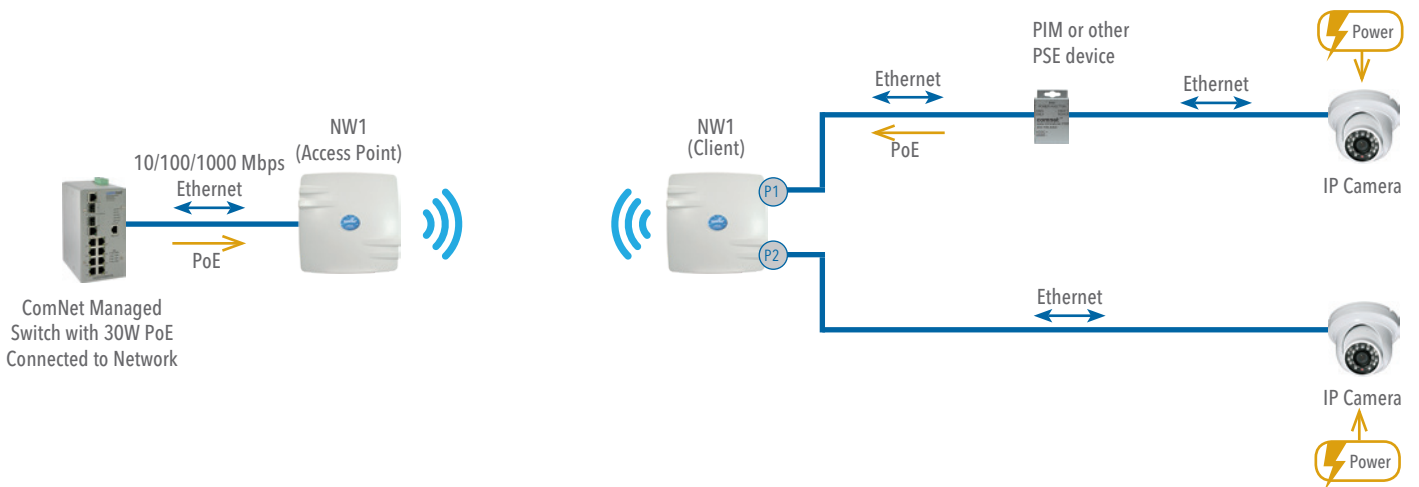 PIM or other
PSE device
Power
Ethernet
Ethernet
PoE
IP Camera
NW1
(Access Point)
10/100/1000 Mbps
Ethernet
PoE
ComNet Managed
Switch with 30W PoE
Connected to Network
NW1
(Client)
P1
P2
Ethernet
IP Camera
Power